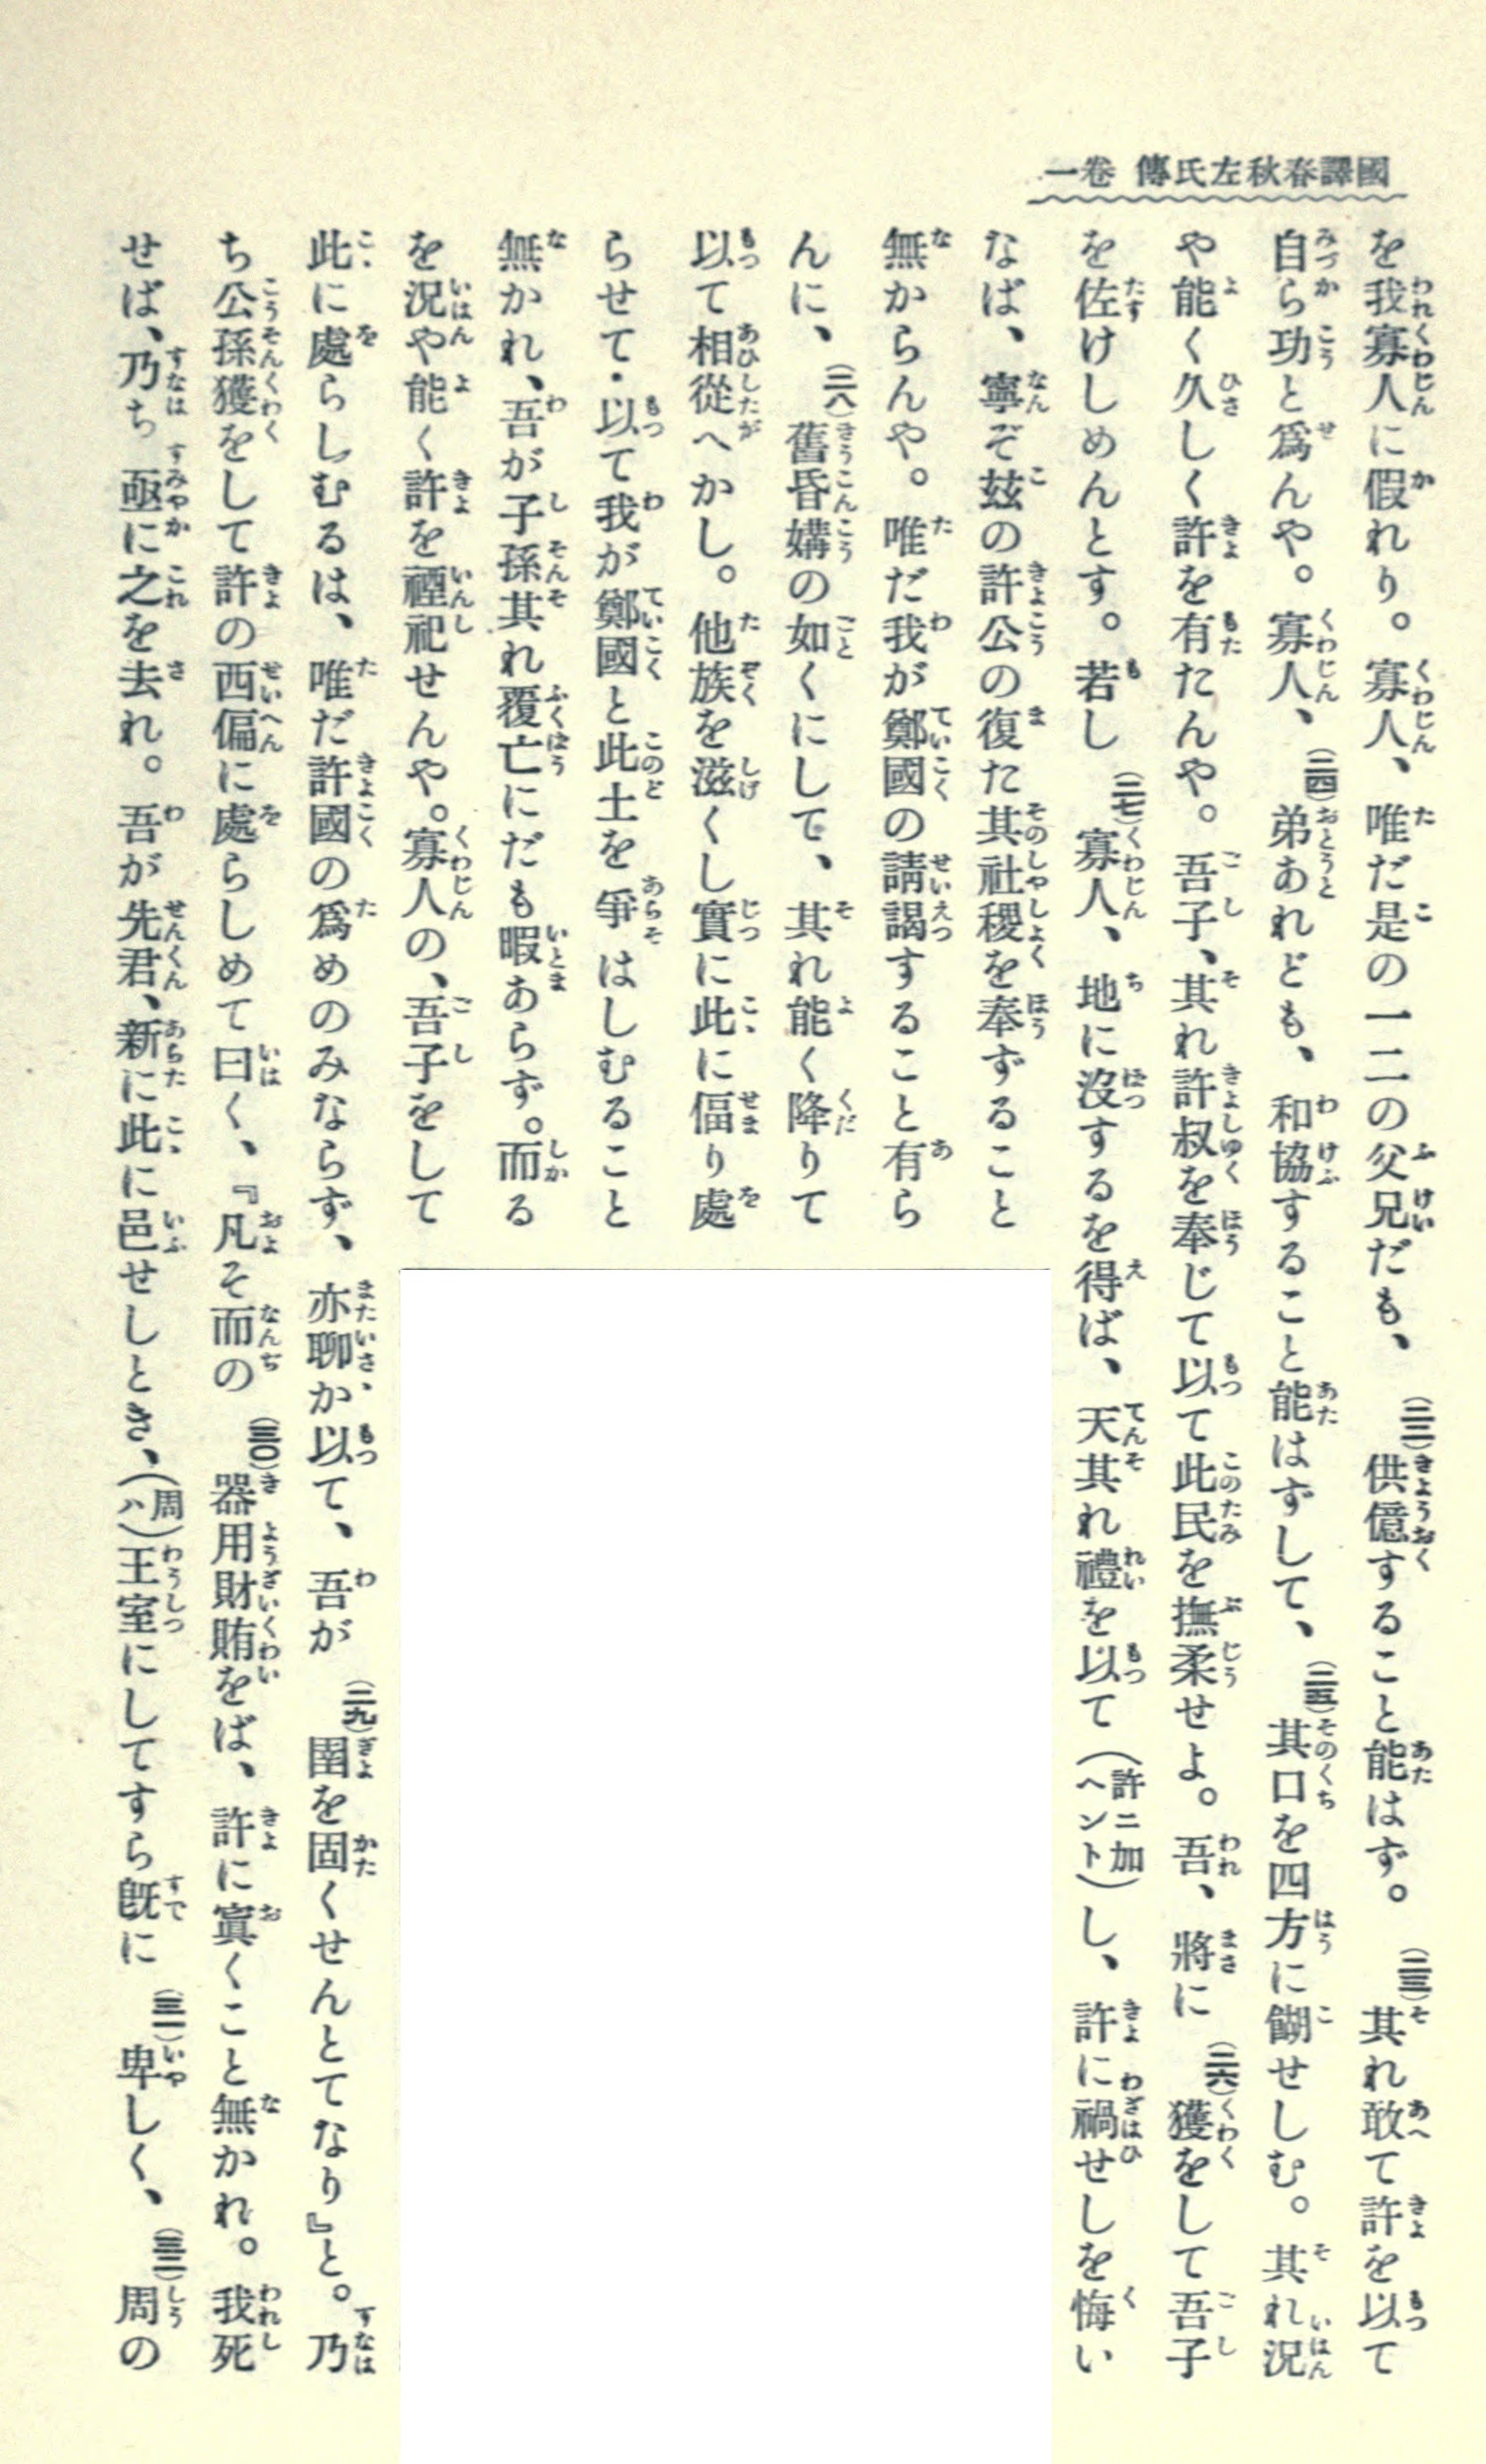 國譯春秋左氏傳 卷一
を我寡人に假れり。寡人、唯だ是の一二の父兄だも、(二二)供億すること能はず。(二三)其れ敢て許を以て
自ら功と爲んや。寡人、(二四)弟あれども、和協すること能はずして、(二五)其口を四方に餬せしむ。其れ況
や能く久しく許を有たんや。吾子、其れ許叔を奉じて以て此民を撫柔せよ。吾、將に(二六)獲をして吾子
を佐けしめんとす。若し(二七)寡人、地に沒するを得ば、天其れ禮を以て(許ニ加ヘント)し、許に禍せしを悔い
なば、寧ぞ玆の許公の復た其社稷を奉ずること
無からんや。唯だ我が鄭國の請謁すること有ら
んに、(二八)舊昏媾の如くにして、其れ能く降りて
以て相從へかし。他族を滋くし實に此に偪り處
らせて・以て我が鄭國と此土を爭はしむること
無かれ、吾が子孫其れ覆亡にだも暇あらず。而る
を況や能く許を禋祀せんや。寡人の、吾子をして
此に處らしむるは、唯だ許國の爲めのみならず、亦聊か以て、吾が(二九)圉を固くせんとてなり』と。乃
ち公孫獲をして許の西偏に處らしめて曰く、『凡そ而の(三〇)器用財賄をば、許に寘くこと無かれ。我死
せば、乃ち亟に之を去れ。吾が先君、新に此に邑せしとき、(周ハ)王室にしてすら旣に(三一)卑しく、(三二)周の